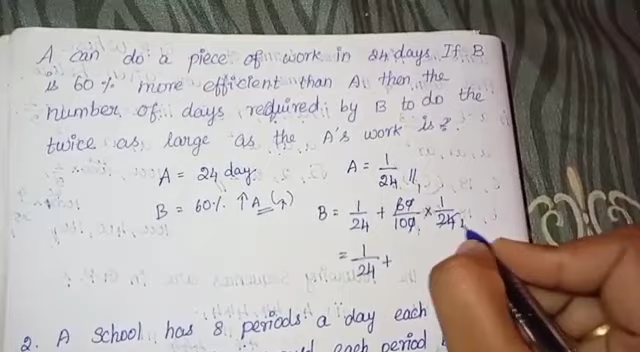 A can do a piece of work in 24 days. If B
is 60% more efficient than A, then the
number of days required by B to do the
twice as large as the A's work is?
A = 24 day.
A = 1/24
B = 60% ↑ A (↑)
B = 1/24 + 60/100 × 1/24
= 1/24 +
2. A School has 8 periods a day each
each period